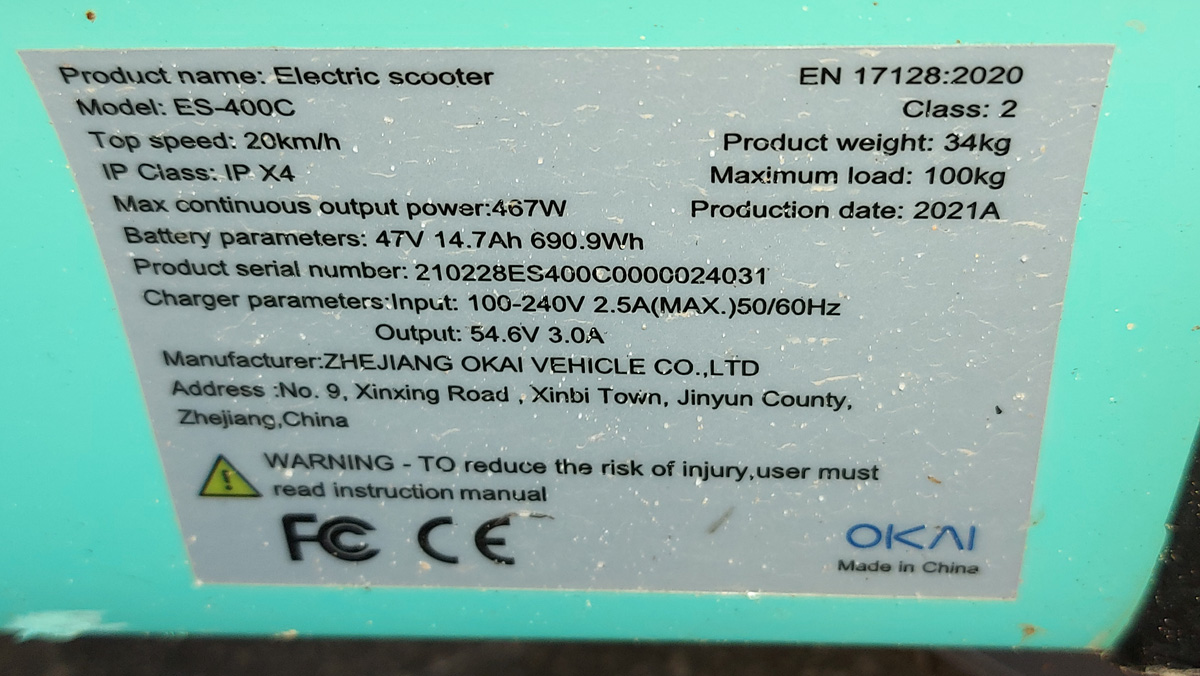 Product name: Electric scooter
EN 17128:2020
Model: ES-400C
Class: 2
Top speed: 20km/h
Product weight: 34kg
IP Class: IP X4
Maximum load: 100kg
Max continuous output power:467W
Production date: 2021A
Battery parameters: 47V 14.7Ah 690.9Wh
Product serial number: 210228ES400C0000024031
Charger parameters:Input: 100-240V 2.5A(MAX.)50/60Hz
Output: 54.6V 3.0A
Manufacturer:ZHEJIANG OKAI VEHICLE CO.,LTD
Address :No. 9, Xinxing Road , Xinbi Town, Jinyun County,
Zhejiang,China
WARNING - TO reduce the risk of injury,user must
read instruction manual
FC CE
OKAI
Made in China